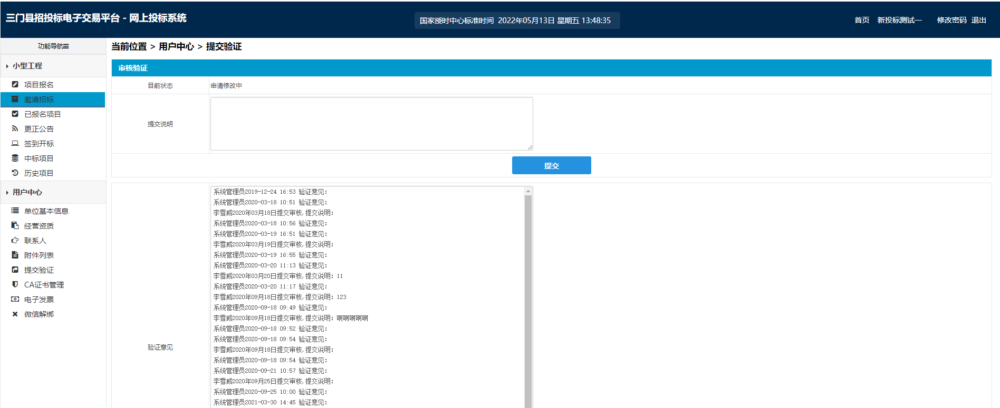 三门县招投标电子交易平台 - 网上投标系统
国家授时中心标准时间 2022年05月13日 星期五 13:48:35
首页 新投标测试一 修改密码 退出
功能导航
当前位置 > 用户中心 > 提交验证
小型工程
项目报名
邀请招标
已报名项目
更正公告
签到开标
中标项目
历史项目
用户中心
单位基本信息
经营资质
联系人
附件列表
提交验证
CA证书管理
电子发票
微信解绑
审核验证
目前状态 申请修改中
提交说明
提交
验证意见
系统管理员2019-12-24 16:53 验证意见:
系统管理员2020-03-18 10:51 验证意见:
李雪威2020年03月18日提交审核,提交说明:
系统管理员2020-03-18 10:56 验证意见:
系统管理员2020-03-19 16:51 验证意见:
李雪威2020年03月19日提交审核,提交说明:
系统管理员2020-03-19 16:55 验证意见:
系统管理员2020-03-20 11:13 验证意见:
李雪威2020年03月20日提交审核,提交说明: 11
系统管理员2020-03-20 11:17 验证意见:
李雪威2020年09月18日提交审核,提交说明: 123
系统管理员2020-09-18 09:49 验证意见:
李雪威2020年09月18日提交审核,提交说明: 啊啊啊啊啊
系统管理员2020-09-18 09:52 验证意见:
系统管理员2020-09-18 09:54 验证意见:
李雪威2020年09月18日提交审核,提交说明:
系统管理员2020-09-18 09:54 验证意见:
系统管理员2020-09-21 10:57 验证意见:
李雪威2020年09月25日提交审核,提交说明:
系统管理员2020-09-25 10:00 验证意见:
系统管理员2021-03-30 14:45 验证意见: